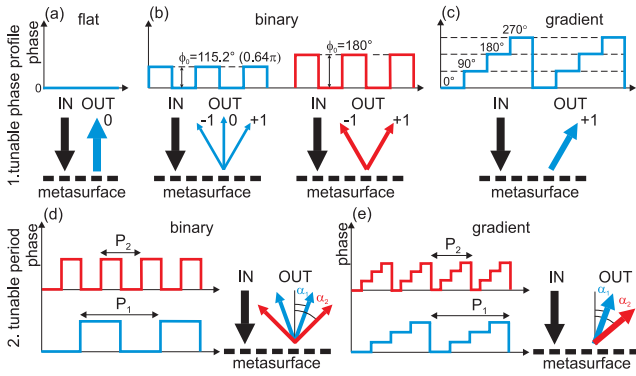 1.tunable phase profile
(a)
flat
phase
0
IN OUT
0
metasurface
(b)
binary
ϕ₀=115.2° (0.64π)
ϕ₀=180°
IN OUT
-1 0 +1
metasurface
IN OUT
-1 +1
metasurface
(c)
gradient
270°
180°
90°
0°
IN OUT
+1
metasurface
2. tunable period
(d)
binary
phase
P₂
P₁
IN OUT
α₁
α₂
metasurface
(e)
gradient
phase
P₂
P₁
IN OUT
α₁
α₂
metasurface